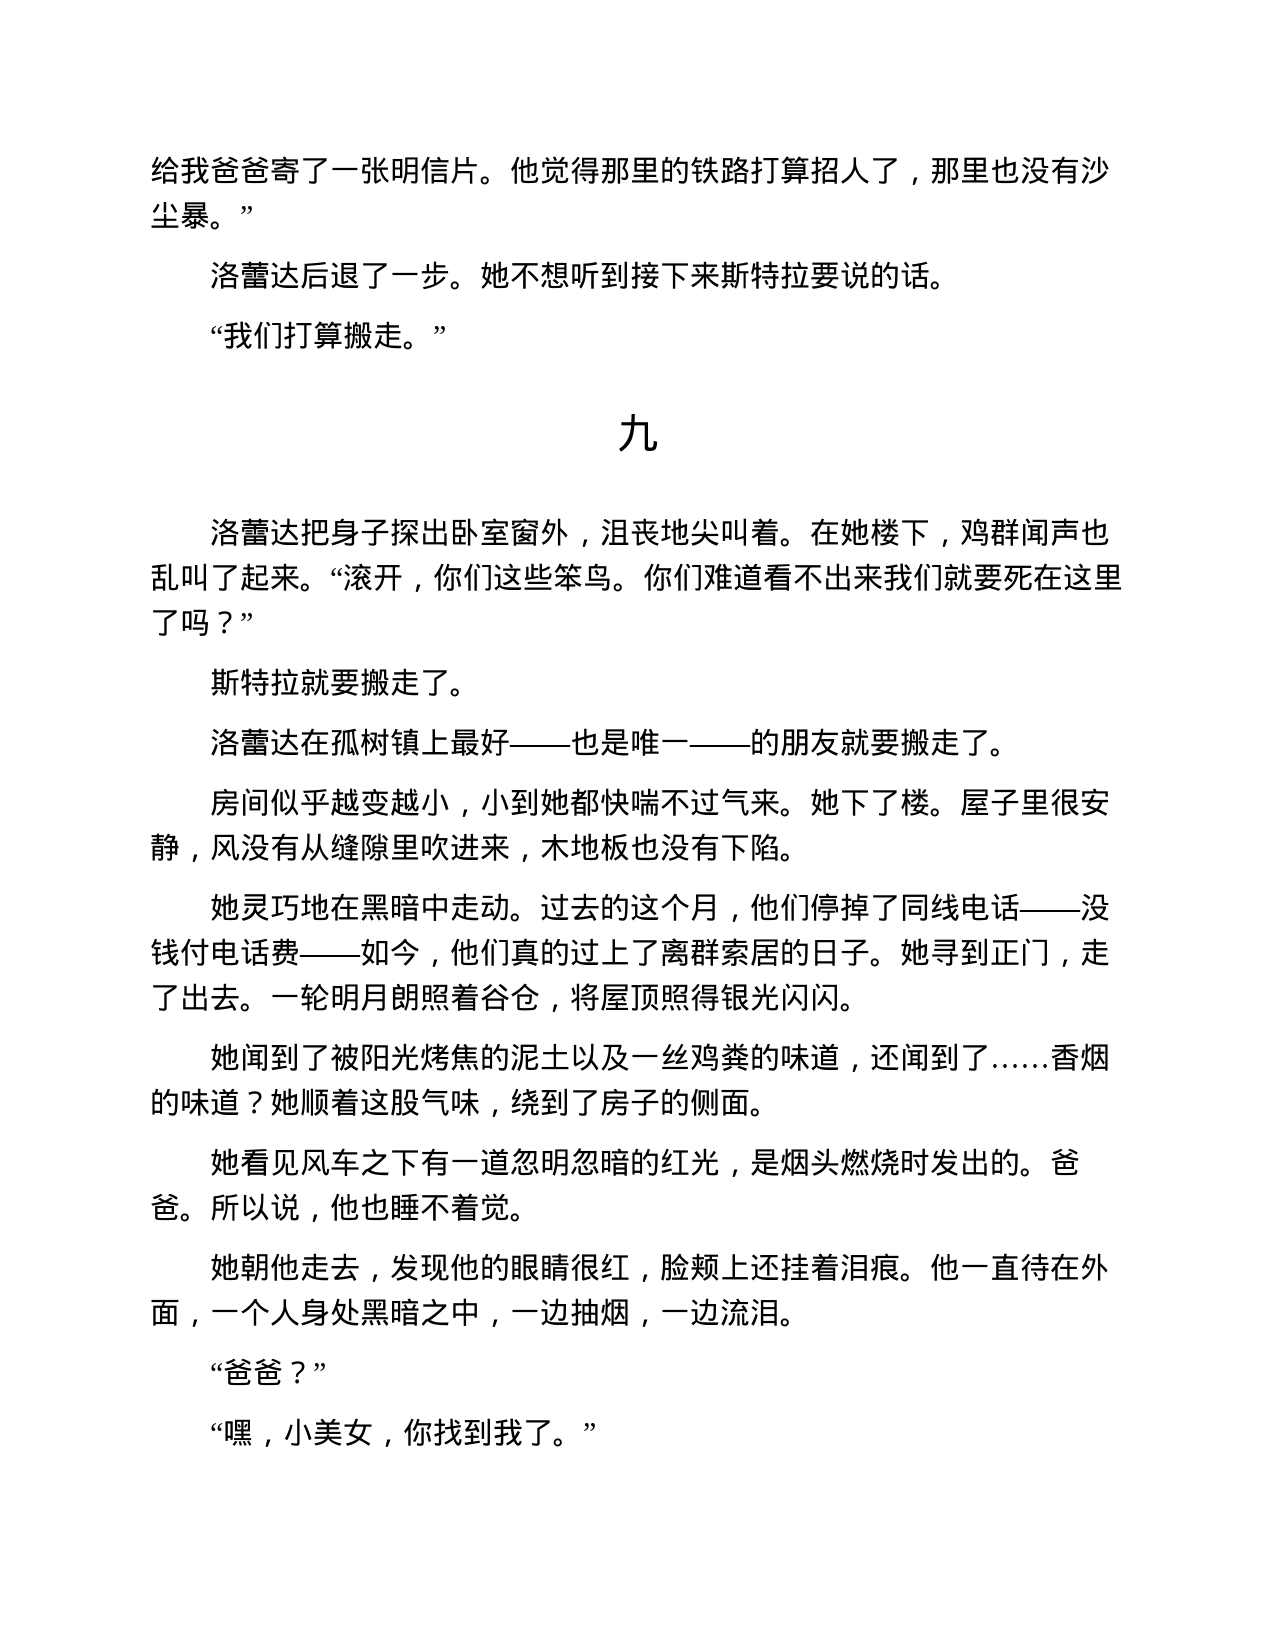 给我爸爸寄了一张明信片。他觉得那里的铁路打算招人了，那里也没有沙
尘暴。”
洛蕾达后退了一步。她不想听到接下来斯特拉要说的话。
“我们打算搬走。”
九
洛蕾达把身子探出卧室窗外，沮丧地尖叫着。在她楼下，鸡群闻声也
乱叫了起来。“滚开，你们这些笨鸟。你们难道看不出来我们就要死在这里
了吗？”
斯特拉就要搬走了。
洛蕾达在孤树镇上最好——也是唯一——的朋友就要搬走了。
房间似乎越变越小，小到她都快喘不过气来。她下了楼。屋子里很安
静，风没有从缝隙里吹进来，木地板也没有下陷。
她灵巧地在黑暗中走动。过去的这个月，他们停掉了同线电话——没
钱付电话费——如今，他们真的过上了离群索居的日子。她寻到正门，走
了出去。一轮明月朗照着谷仓，将屋顶照得银光闪闪。
她闻到了被阳光烤焦的泥土以及一丝鸡粪的味道，还闻到了……香烟
的味道？她顺着这股气味，绕到了房子的侧面。
她看见风车之下有一道忽明忽暗的红光，是烟头燃烧时发出的。爸
爸。所以说，他也睡不着觉。
她朝他走去，发现他的眼睛很红，脸颊上还挂着泪痕。他一直待在外
面，一个人身处黑暗之中，一边抽烟，一边流泪。
“爸爸？”
“嘿，小美女，你找到我了。”